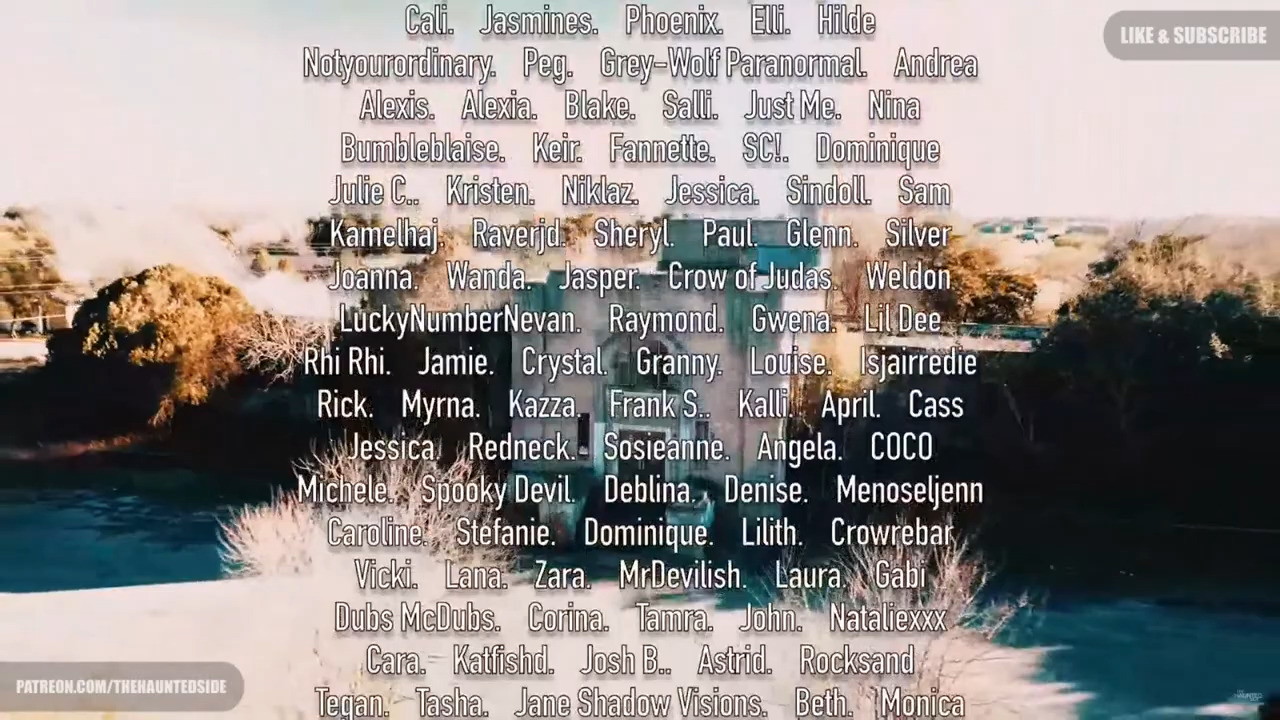 Cali. Jasmines. Phoenix. Elli. Hilde
LIKE & SUBSCRIBE
Notyourordinary. Peg. Grey-Wolf Paranormal. Andrea
Alexis. Alexia. Blake. Salli. Just Me. Nina
Bumbleblaise. Keir. Fannette. SC!. Dominique
Julie C.. Kristen. Niklaz. Jessica. Sindoll. Sam
Kamelhaj. Raverjd. Sheryl. Paul. Glenn. Silver
Joanna. Wanda. Jasper. Crow of Judas. Weldon
LuckyNumberNevan. Raymond. Gwena. Lil Dee
Rhi Rhi. Jamie. Crystal. Granny. Louise. Isjairredie
Rick. Myrna. Kazza. Frank S.. Kalli. April. Cass
Jessica. Redneck. Sosieanne. Angela. COCO
Michele. Spooky Devil. Deblina. Denise. Menoseljenn
Caroline. Stefanie. Dominique. Lilith. Crowrebar
Vicki. Lana. Zara. MrDevilish. Laura. Gabi
Dubs McDubs. Corina. Tamra. John. Nataliexxx
Cara. Katfishd. Josh B.. Astrid. Rocksand
PATREON.COM/THEHAUNTEDSIDE
Tegan. Tasha. Jane Shadow Visions. Beth. Monica